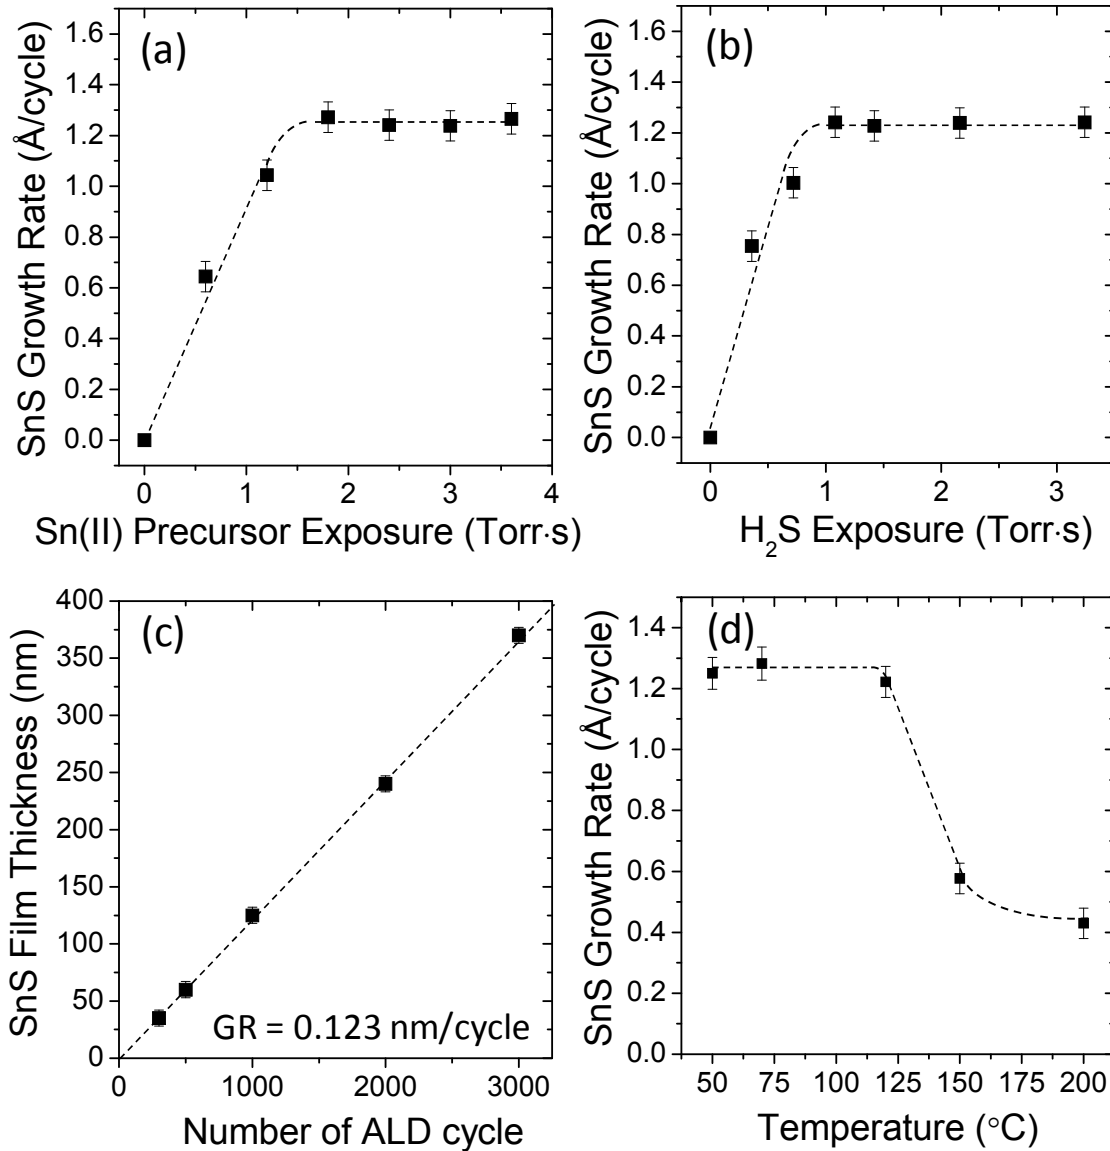 (a)
SnS Growth Rate (Å/cycle)
1.6
1.4
1.2
1.0
0.8
0.6
0.4
0.2
0.0
0 1 2 3 4
Sn(II) Precursor Exposure (Torr·s)
(b)
SnS Growth Rate (Å/cycle)
1.6
1.4
1.2
1.0
0.8
0.6
0.4
0.2
0.0
0 1 2 3
H₂S Exposure (Torr·s)
(c)
SnS Film Thickness (nm)
400
350
300
250
200
150
100
50
0
0 1000 2000 3000
GR = 0.123 nm/cycle
Number of ALD cycle
(d)
SnS Growth Rate (Å/cycle)
1.4
1.2
1.0
0.8
0.6
0.4
0.2
0.0
50 75 100 125 150 175 200
Temperature (°C)